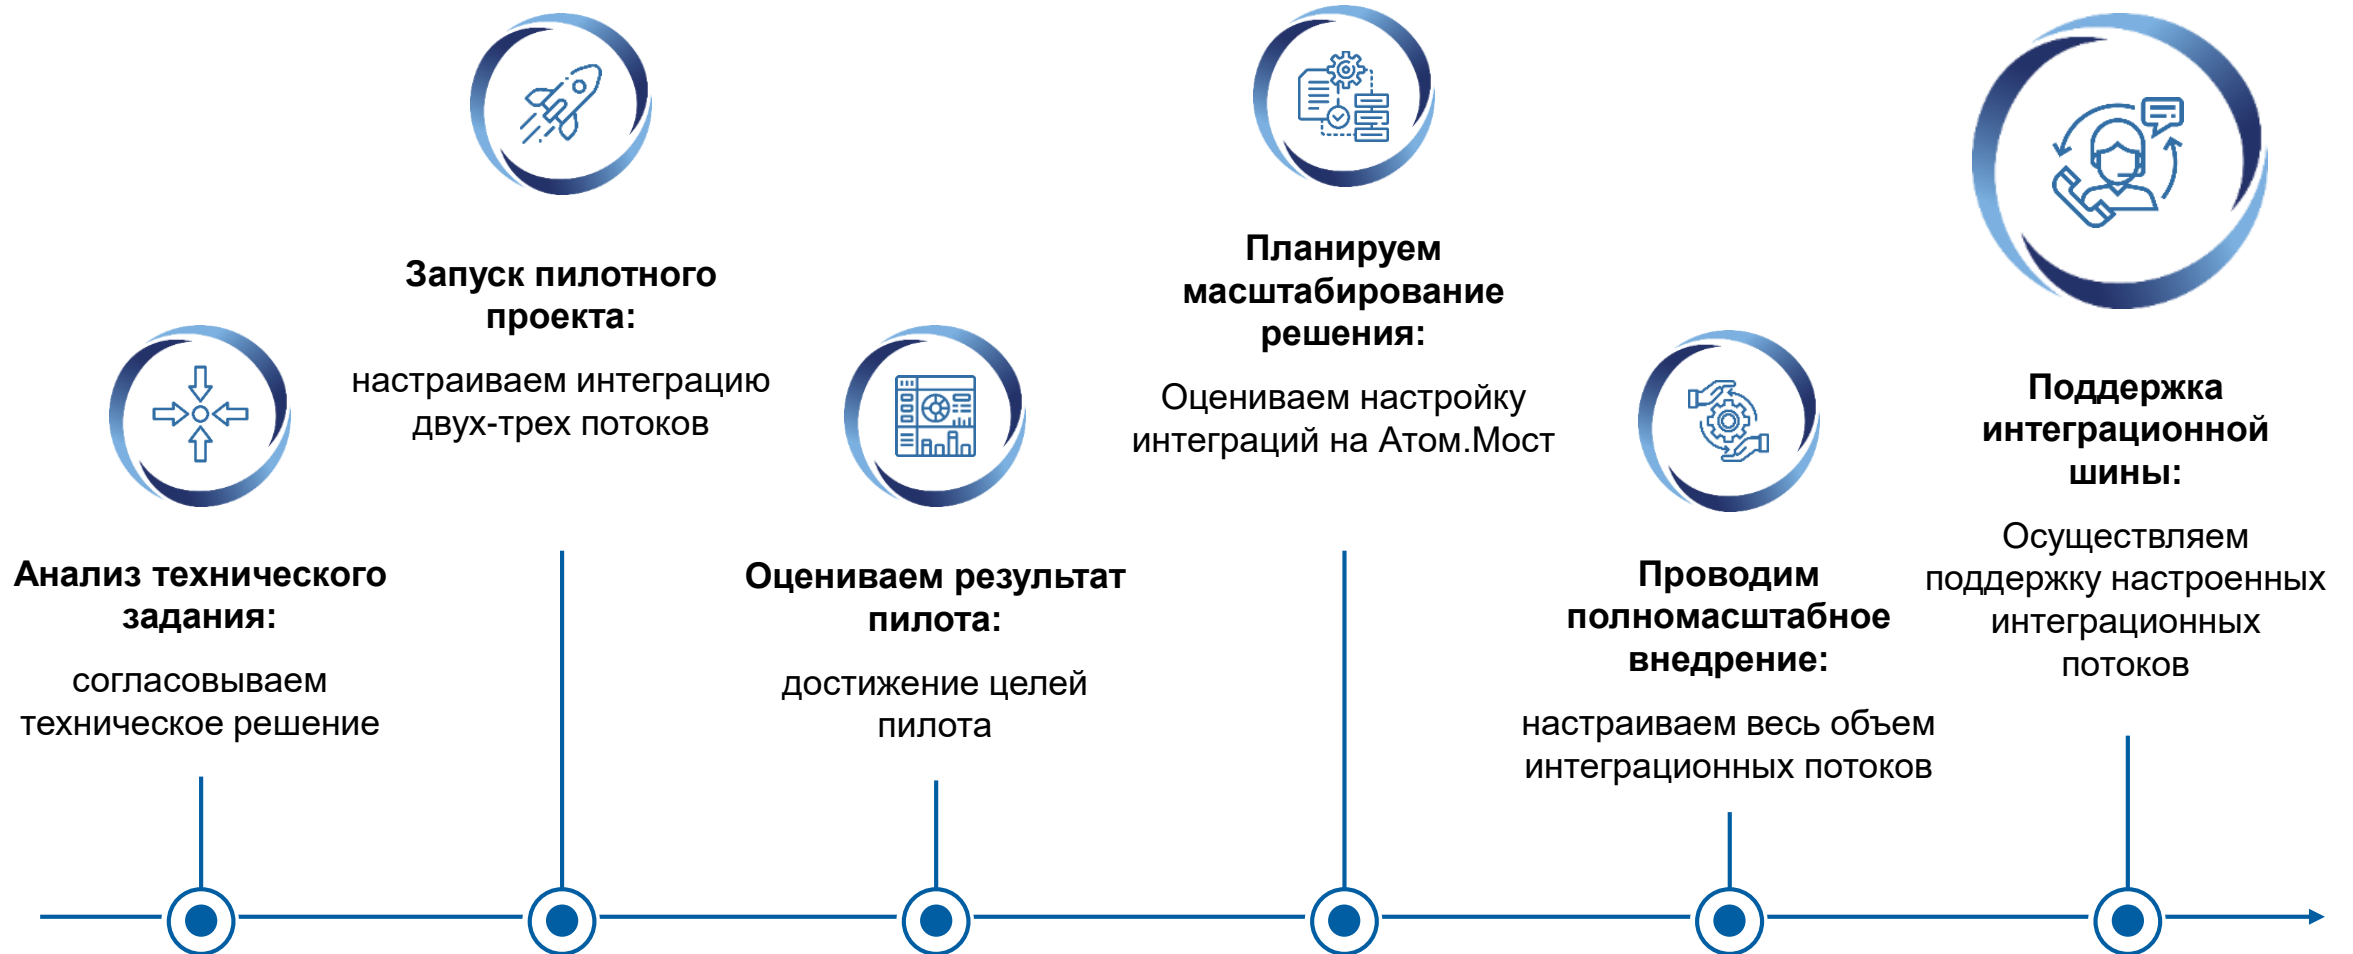 Анализ технического
задания:
согласовываем
техническое решение
Запуск пилотного
проекта:
настраиваем интеграцию
двух-трех потоков
Оцениваем результат
пилота:
достижение целей
пилота
Планируем
масштабирование
решения:
Оцениваем настройку
интеграций на Атом.Мост
Проводим
полномасштабное
внедрение:
настраиваем весь объем
интеграционных потоков
Поддержка
интеграционной
шины:
Осуществляем
поддержку настроенных
интеграционных
потоков